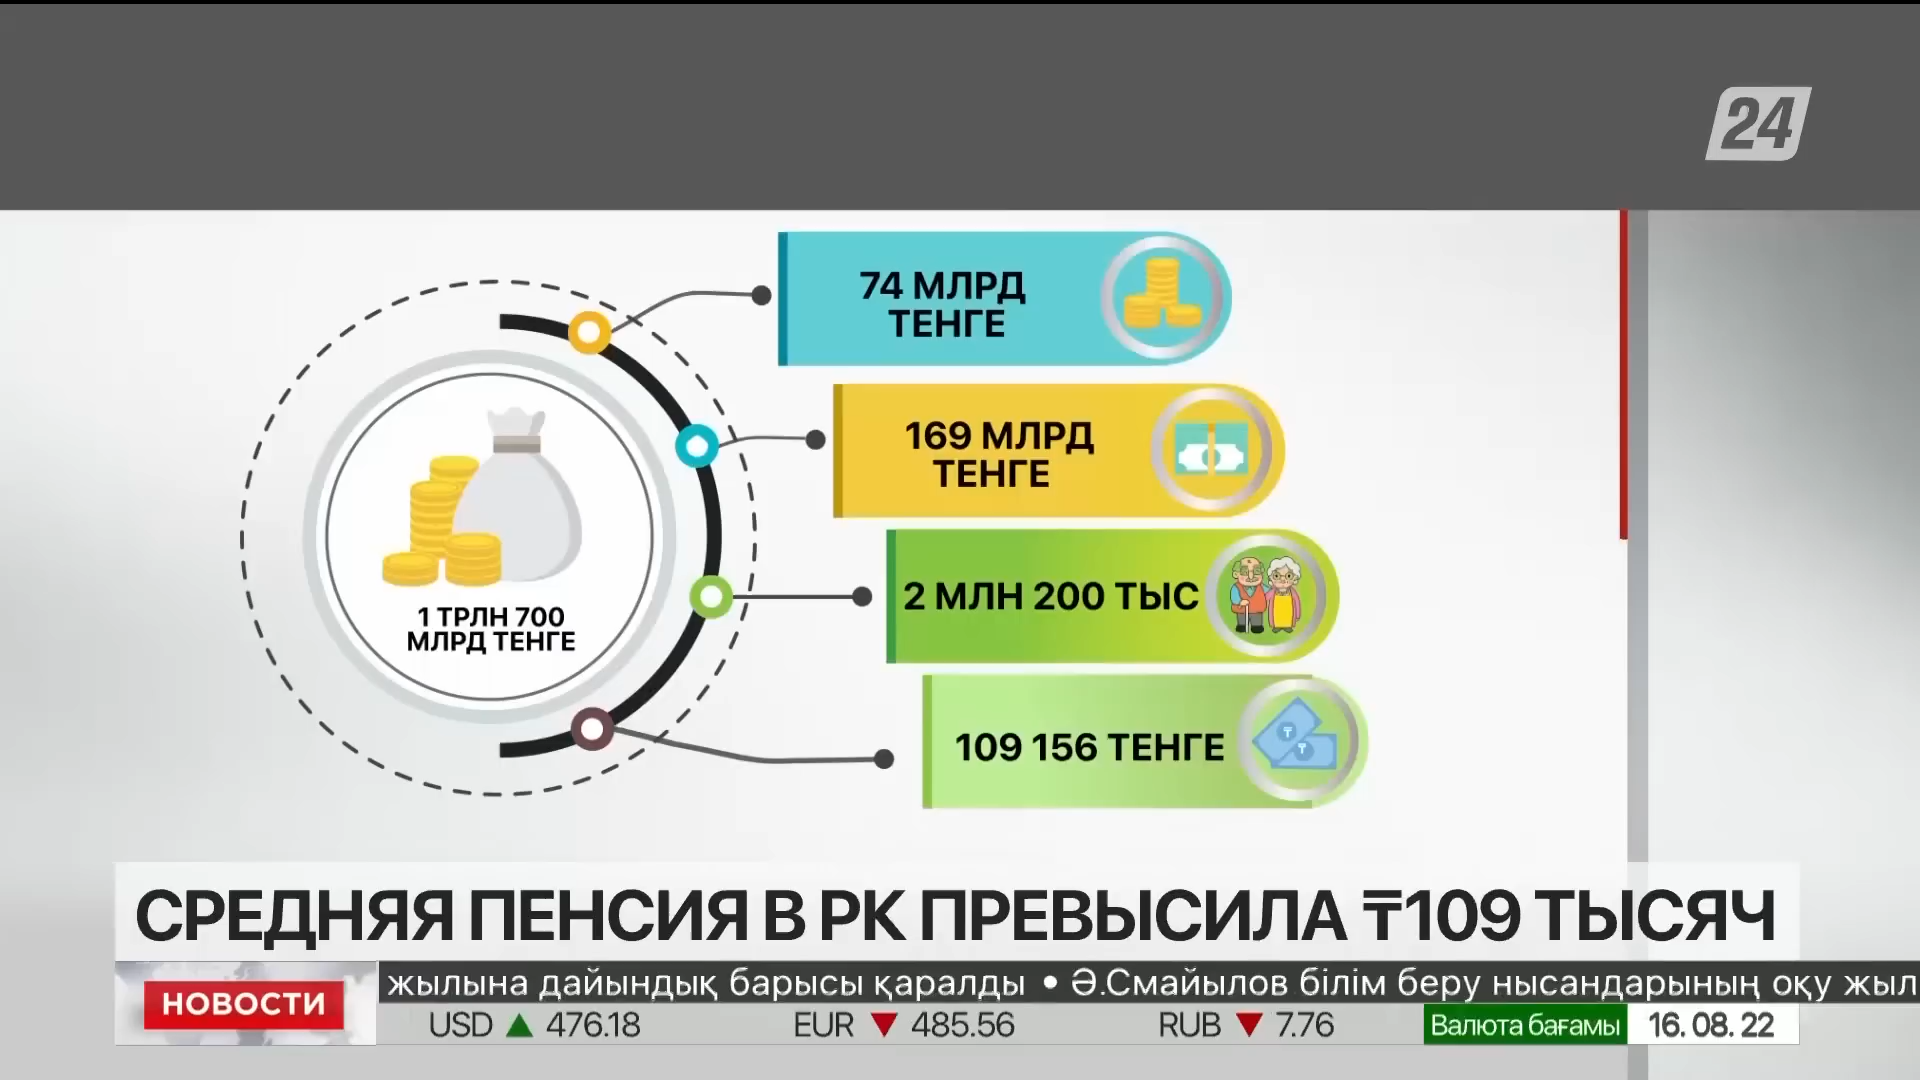 24
74 МЛРД
ТЕНГЕ
169 МЛРД
ТЕНГЕ
2 МЛН 200 ТЫС
109 156 ТЕНГЕ
1 ТРЛН 700
МЛРД ТЕНГЕ
СРЕДНЯЯ ПЕНСИЯ В РК ПРЕВЫСИЛА ₸109 ТЫСЯЧ
НОВОСТИ
жылына дайындық барысы қаралды • Ә.Смайылов білім беру нысандарының оқу жыл
USD ▲ 476.18 EUR ▼ 485.56 RUB ▼ 7.76 Валюта бағамы 16. 08. 22